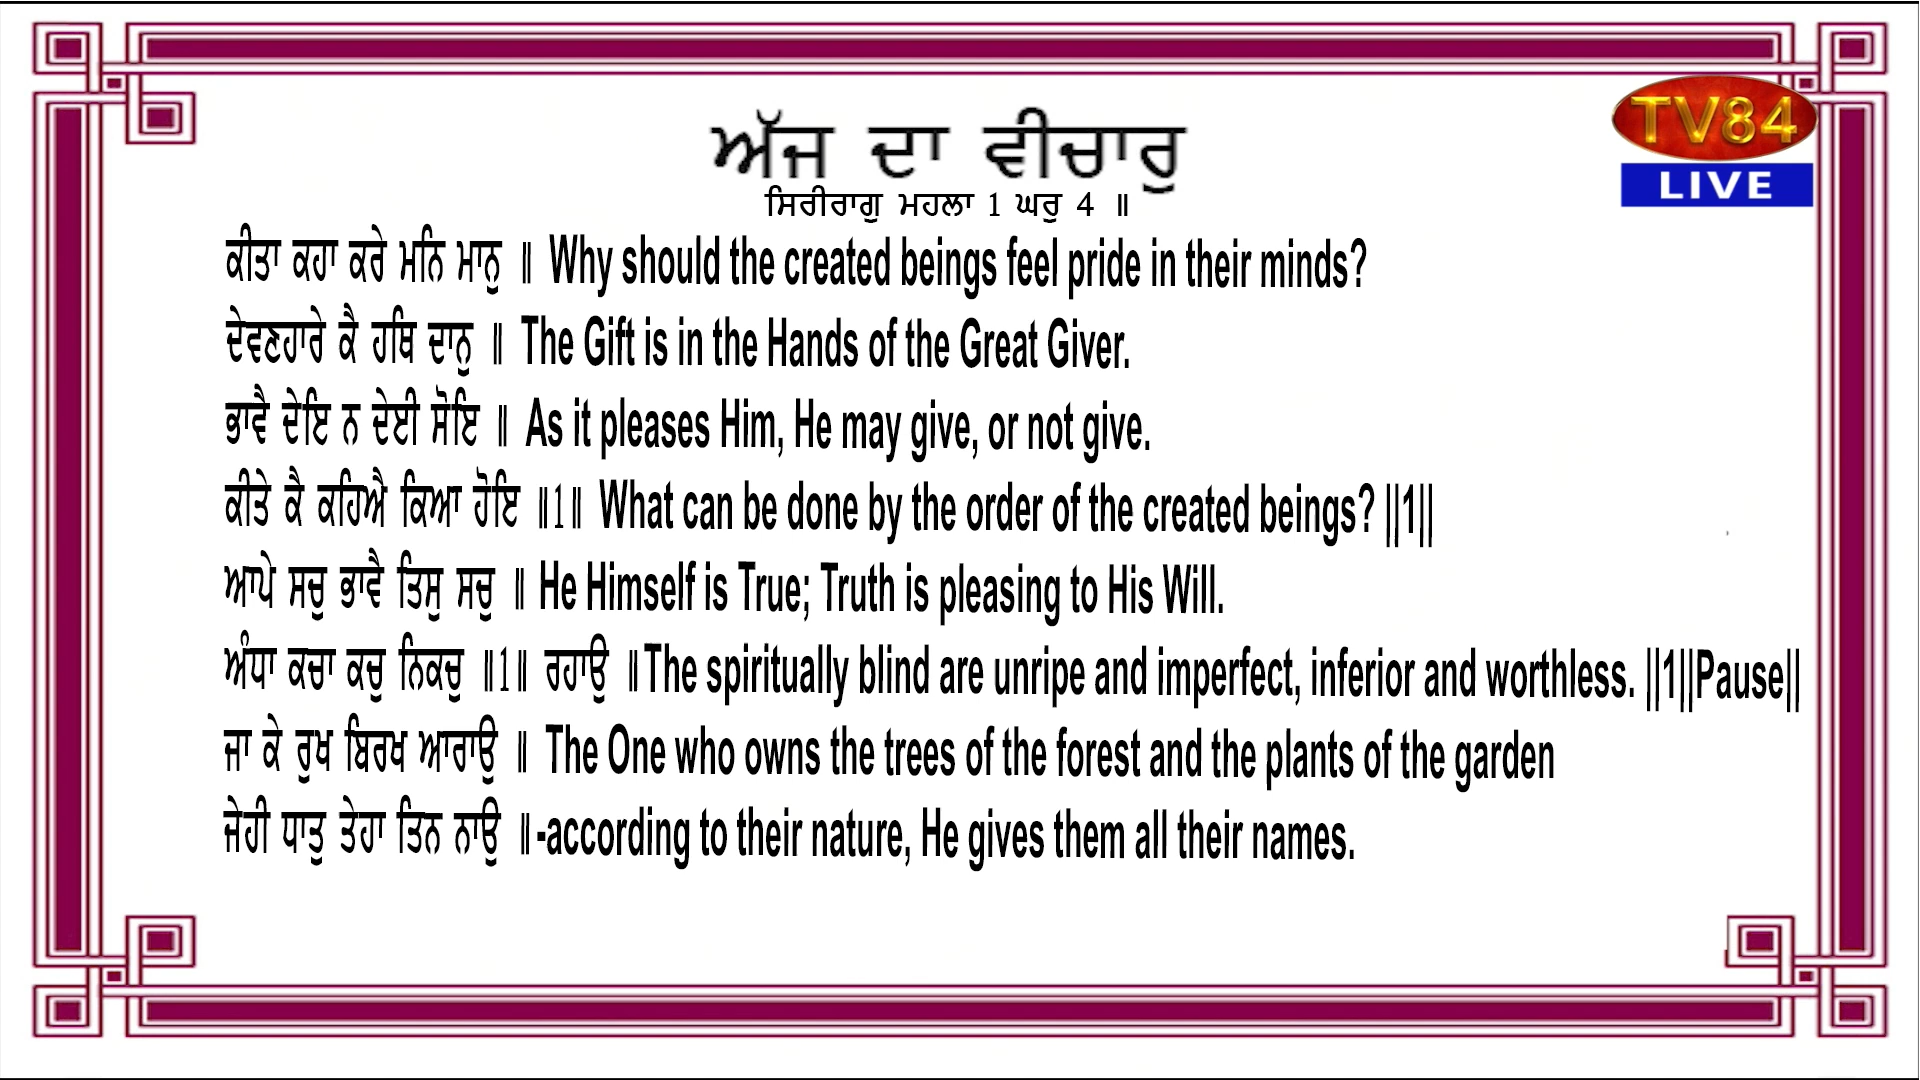 TV84
LIVE
ਅੱਜ ਦਾ ਵੀਚਾਰੁ
ਸਿਰੀਰਾਗੁ ਮਹਲਾ 1 ਘਰੁ 4 ॥
ਕੀਤਾ ਕਹਾ ਕਰੇ ਮਨਿ ਮਾਨੁ ॥ Why should the created beings feel pride in their minds?
ਦੇਵਣਹਾਰੇ ਕੈ ਹਥਿ ਦਾਨੁ ॥ The Gift is in the Hands of the Great Giver.
ਭਾਵੈ ਦੇਇ ਨ ਦੇਈ ਸੋਇ ॥ As it pleases Him, He may give, or not give.
ਕੀਤੇ ਕੈ ਕਹਿਐ ਕਿਆ ਹੋਇ ॥1॥ What can be done by the order of the created beings? ||1||
ਆਪੇ ਸਚੁ ਭਾਵੈ ਤਿਸੁ ਸਚੁ ॥ He Himself is True; Truth is pleasing to His Will.
ਅੰਧਾ ਕਚਾ ਕਚੁ ਨਿਕਚੁ ॥1॥ ਰਹਾਉ ॥The spiritually blind are unripe and imperfect, inferior and worthless. ||1||Pause||
ਜਾ ਕੇ ਰੁਖ ਬਿਰਖ ਆਰਾਉ ॥ The One who owns the trees of the forest and the plants of the garden
ਜੇਹੀ ਧਾਤੁ ਤੇਹਾ ਤਿਨ ਨਾਉ ॥-according to their nature, He gives them all their names.